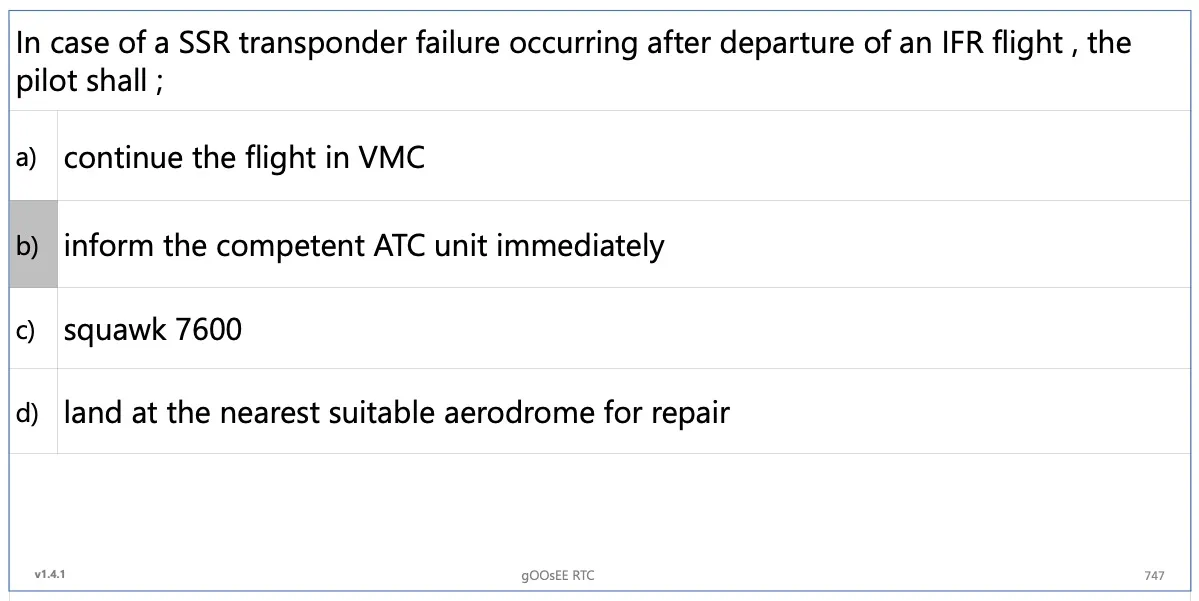 In case of a SSR transponder failure occurring after departure of an IFR flight , the
pilot shall ;
a) continue the flight in VMC
b) inform the competent ATC unit immediately
c) squawk 7600
d) land at the nearest suitable aerodrome for repair
v1.4.1 gOOsEE RTC 747